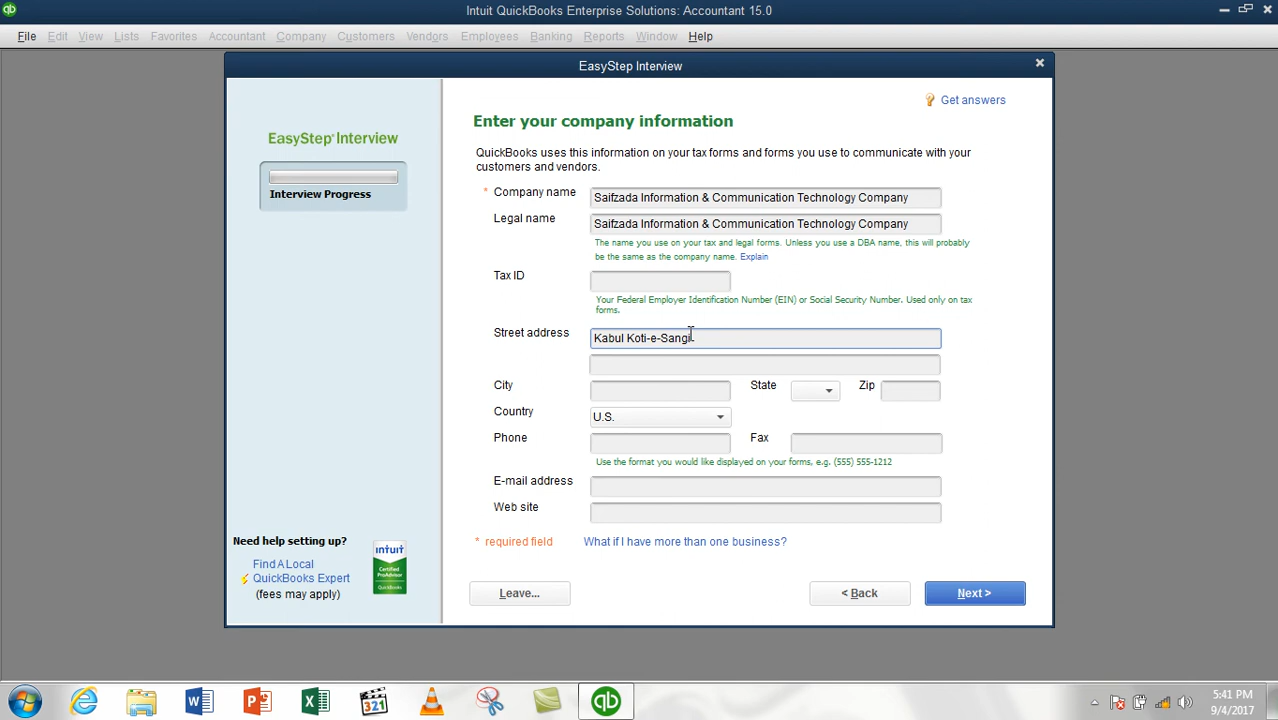 Intuit QuickBooks Enterprise Solutions: Accountant 15.0
File Edit View Lists Favorites Accountant Company Customers Vendors Employees Banking Reports Window Help
EasyStep Interview
Get answers
EasyStep Interview
Interview Progress
Enter your company information
QuickBooks uses this information on your tax forms and forms you use to communicate with your
customers and vendors.
* Company name Saifzada Information & Communication Technology Company
Legal name Saifzada Information & Communication Technology Company
The name you use on your tax and legal forms. Unless you use a DBA name, this will probably
be the same as the company name. Explain
Tax ID
Your Federal Employer Identification Number (EIN) or Social Security Number. Used only on tax
forms.
Street address Kabul Koti-e-Sangi
City State Zip
Country U.S.
Phone Fax
Use the format you would like displayed on your forms, e.g. (555) 555-1212
E-mail address
Web site
* required field What if I have more than one business?
Need help setting up?
Find A Local
QuickBooks Expert
(fees may apply)
intuit
Certified
ProAdvisor
QuickBooks
Leave... < Back Next >
321
qb
5:41 PM
9/4/2017